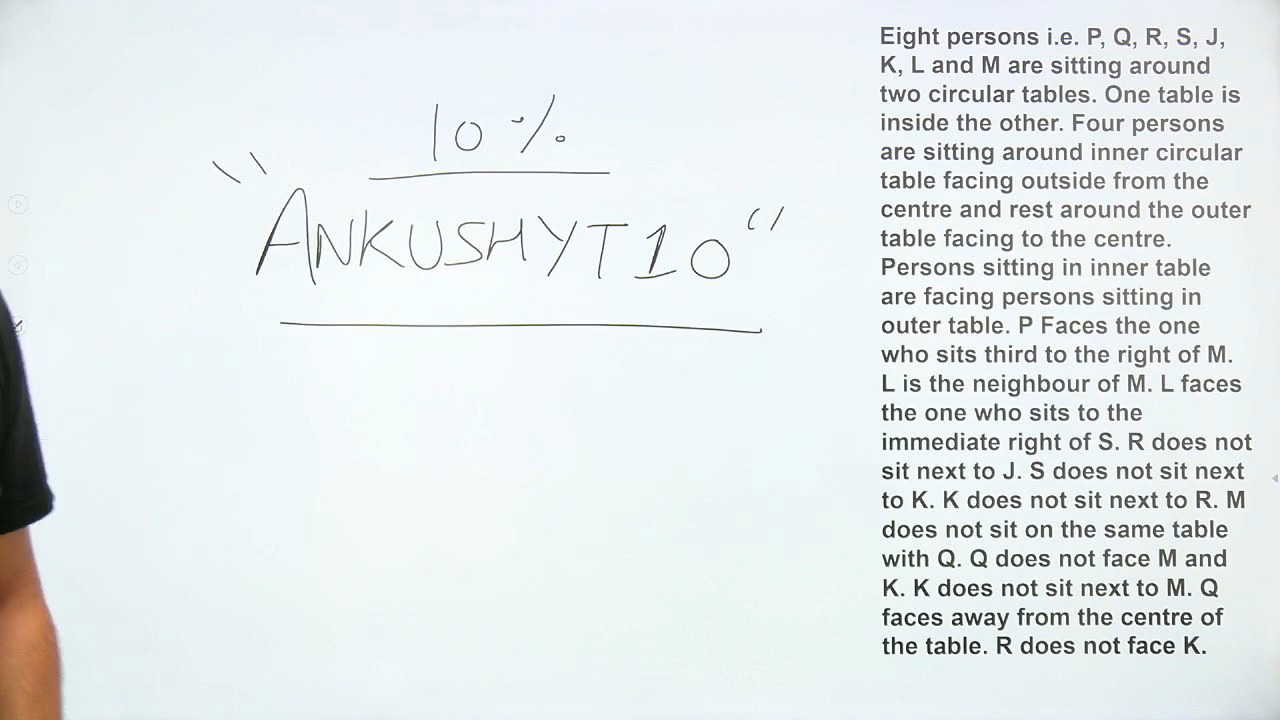 10 %
"ANKUSHYT10"
Eight persons i.e. P, Q, R, S, J,
K, L and M are sitting around
two circular tables. One table is
inside the other. Four persons
are sitting around inner circular
table facing outside from the
centre and rest around the outer
table facing to the centre.
Persons sitting in inner table
are facing persons sitting in
outer table. P Faces the one
who sits third to the right of M.
L is the neighbour of M. L faces
the one who sits to the
immediate right of S. R does not
sit next to J. S does not sit next
to K. K does not sit next to R. M
does not sit on the same table
with Q. Q does not face M and
K. K does not sit next to M. Q
faces away from the centre of
the table. R does not face K.